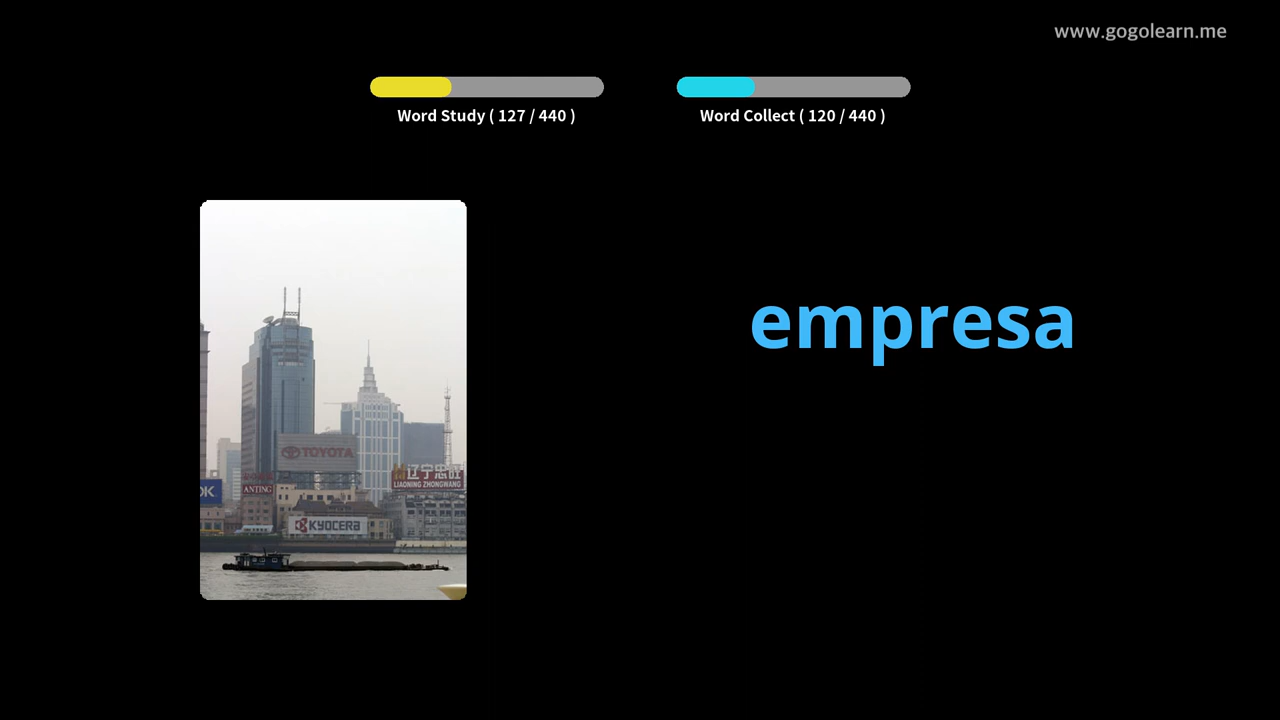 www.gogolearn.me
Word Study ( 127 / 440 )
Word Collect ( 120 / 440 )
empresa
TOYOTA
辽宁忠旺
LIAONING ZHONGWANG
OK
ANTING
KYOCERA